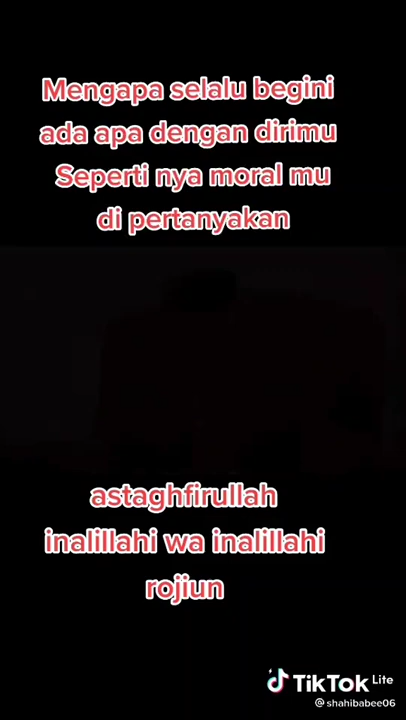 Mengapa selalu begini
ada apa dengan dirimu
Seperti nya moral mu
di pertanyakan
astaghfirullah
inalillahi wa inalillahi
rojiun
TikTok Lite
@shahibabee06